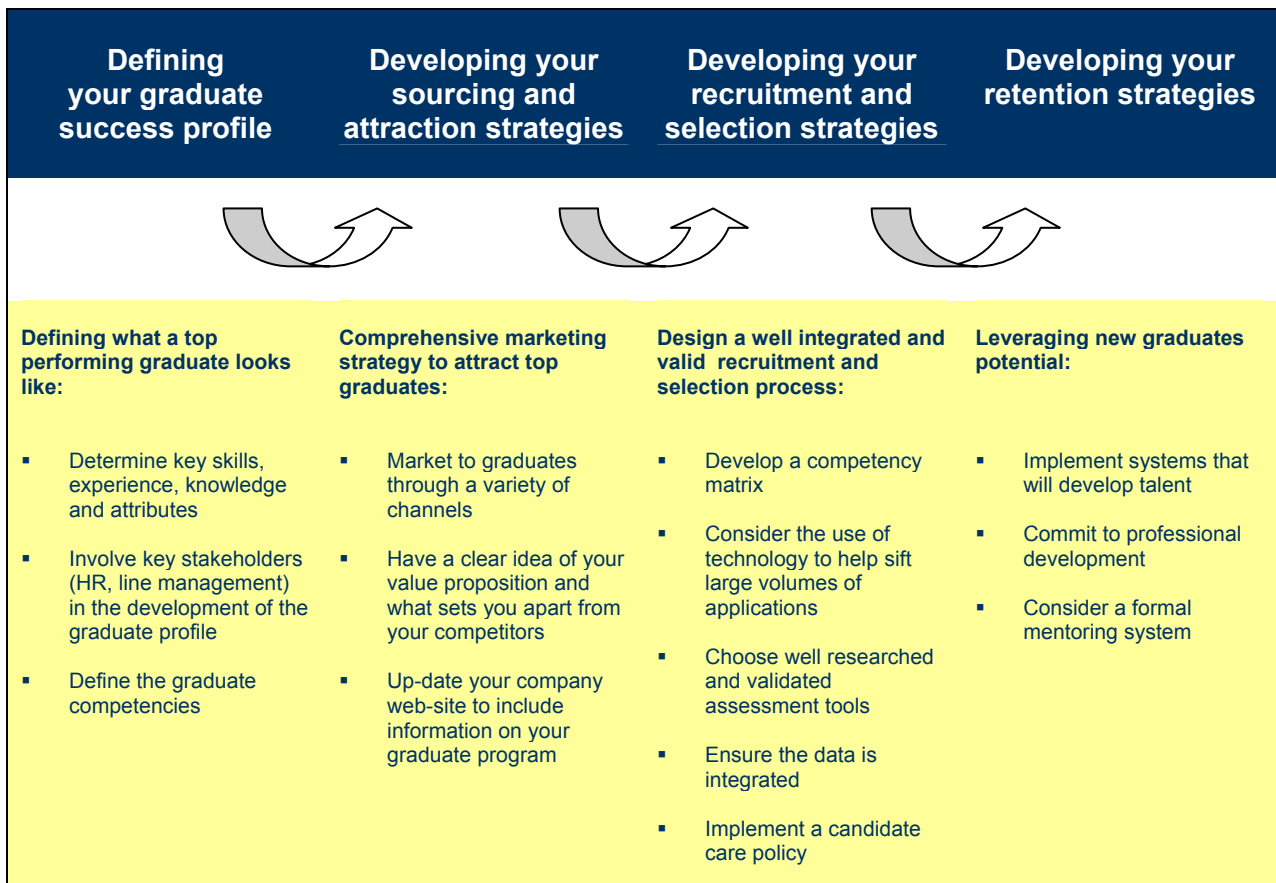 Defining
your graduate
success profile
Developing your
sourcing and
attraction strategies
Developing your
recruitment and
selection strategies
Developing your
retention strategies
Defining what a top
performing graduate looks
like:
▪ Determine key skills,
experience, knowledge
and attributes
▪ Involve key stakeholders
(HR, line management)
in the development of the
graduate profile
▪ Define the graduate
competencies
Comprehensive marketing
strategy to attract top
graduates:
▪ Market to graduates
through a variety of
channels
▪ Have a clear idea of your
value proposition and
what sets you apart from
your competitors
▪ Up-date your company
web-site to include
information on your
graduate program
Design a well integrated and
valid recruitment and
selection process:
▪ Develop a competency
matrix
▪ Consider the use of
technology to help sift
large volumes of
applications
▪ Choose well researched
and validated
assessment tools
▪ Ensure the data is
integrated
▪ Implement a candidate
care policy
Leveraging new graduates
potential:
▪ Implement systems that
will develop talent
▪ Commit to professional
development
▪ Consider a formal
mentoring system